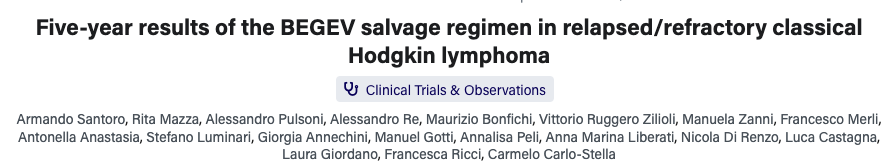 Five-year results of the BEGEV salvage regimen in relapsed/refractory classical
Hodgkin lymphoma
Clinical Trials & Observations
Armando Santoro, Rita Mazza, Alessandro Pulsoni, Alessandro Re, Maurizio Bonfichi, Vittorio Ruggero Zilioli, Manuela Zanni, Francesco Merli,
Antonella Anastasia, Stefano Luminari, Giorgia Annechini, Manuel Gotti, Annalisa Peli, Anna Marina Liberati, Nicola Di Renzo, Luca Castagna,
Laura Giordano, Francesca Ricci, Carmelo Carlo-Stella